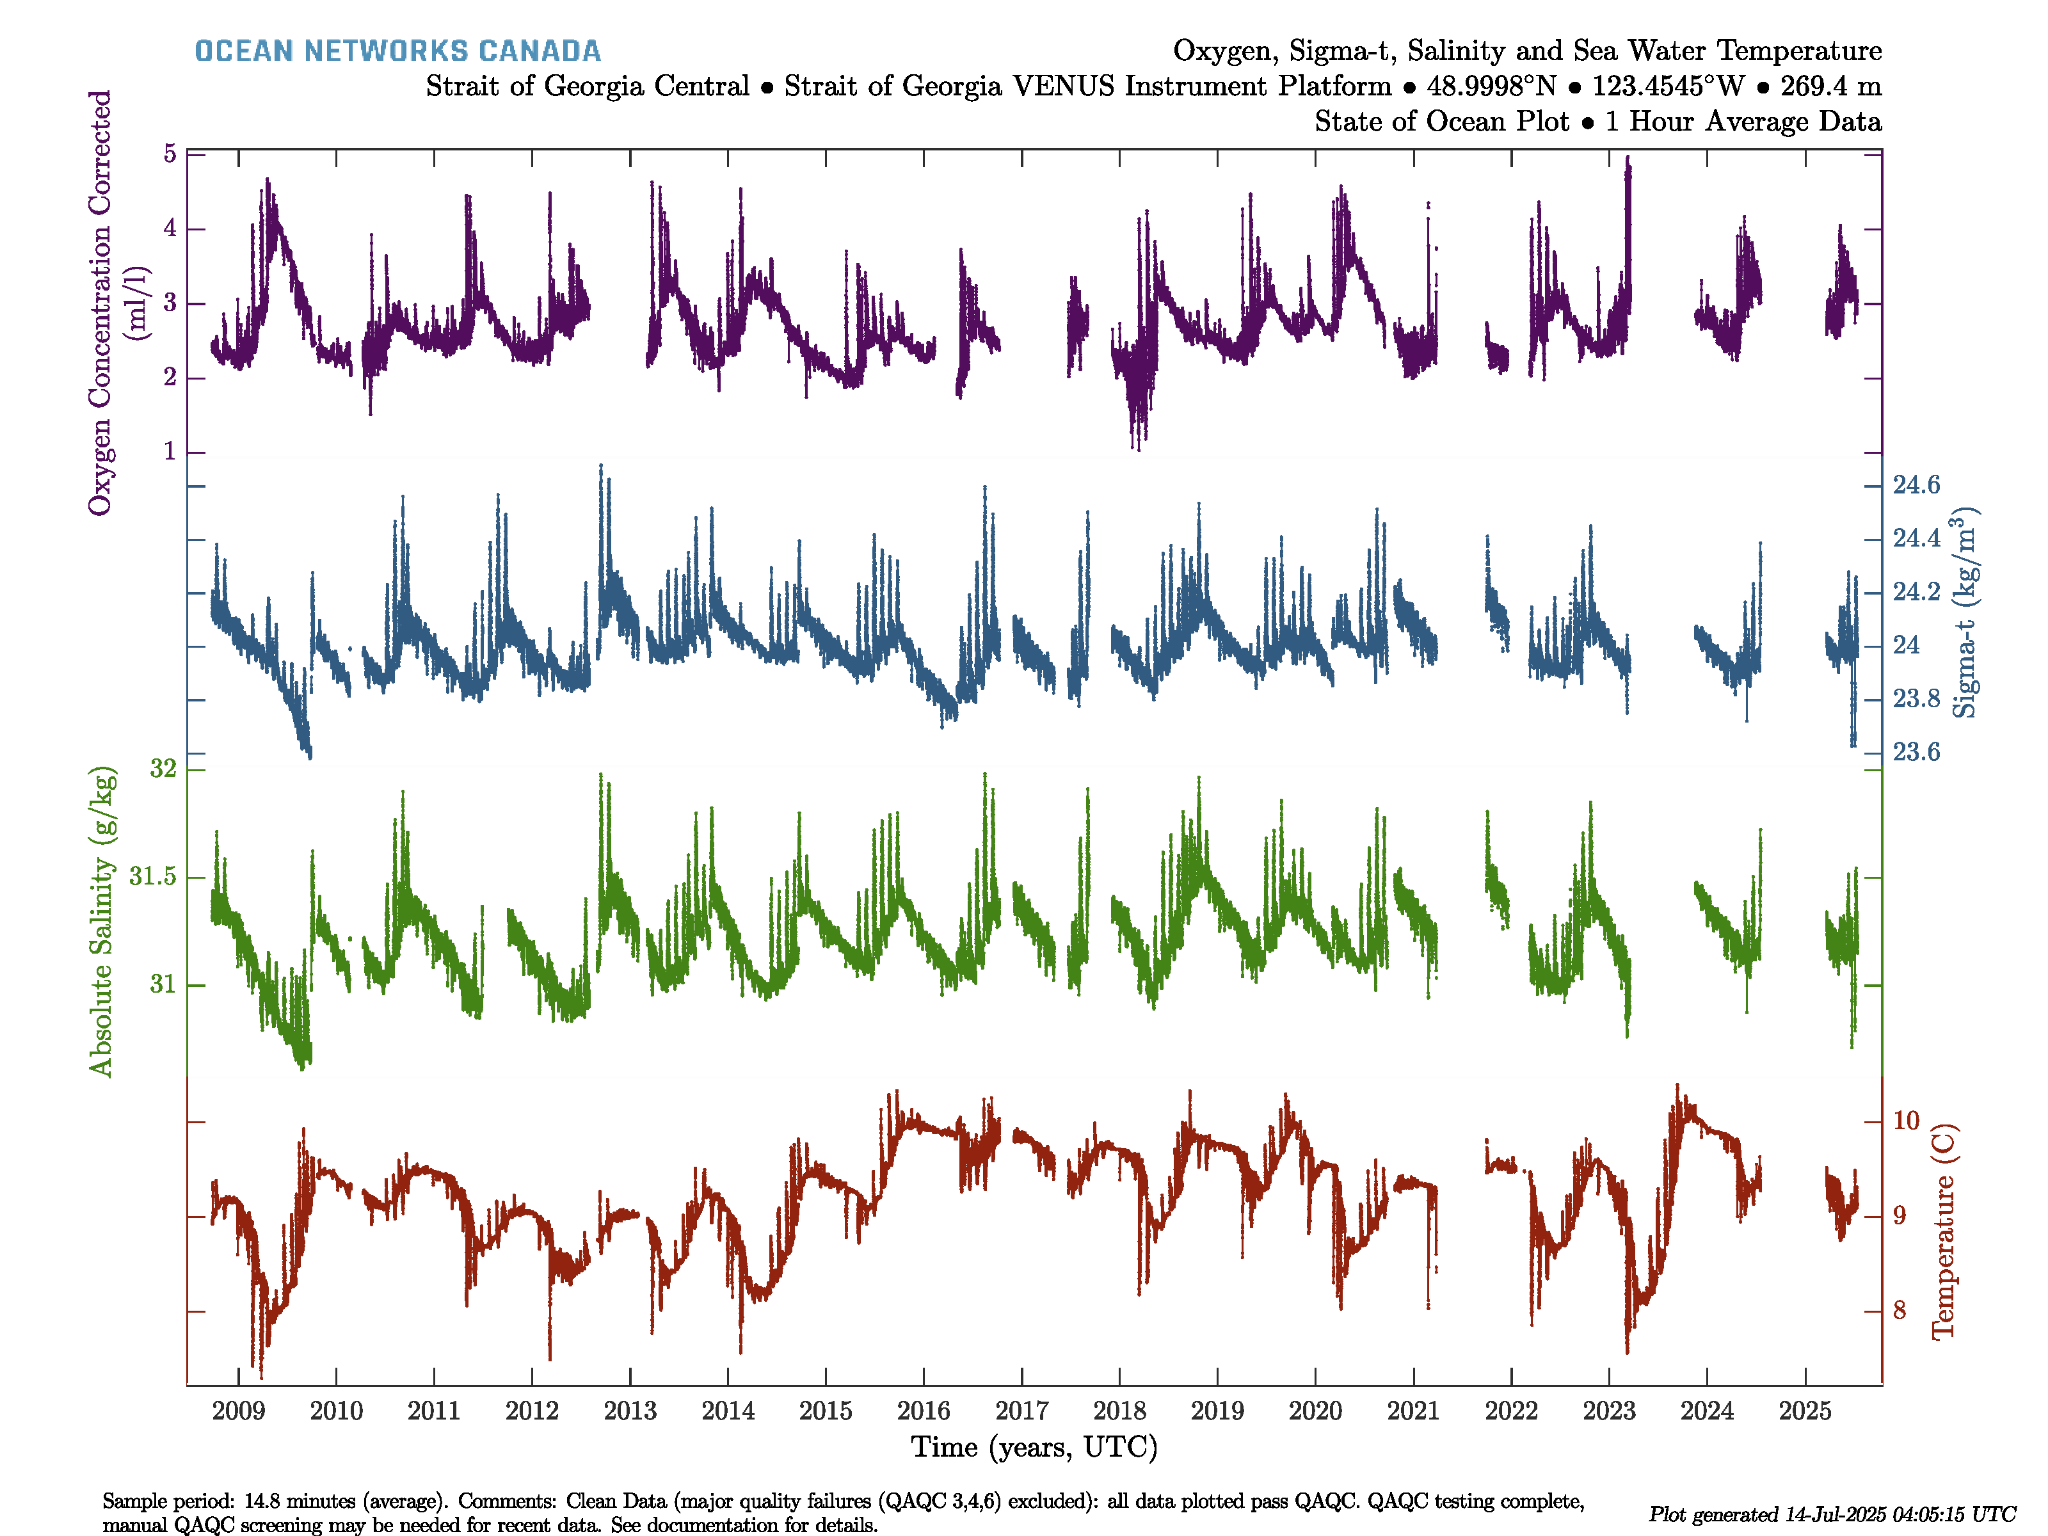 OCEAN NETWORKS CANADA
Oxygen, Sigma-t, Salinity and Sea Water Temperature
Strait of Georgia Central • Strait of Georgia VENUS Instrument Platform • 48.9998°N • 123.4545°W • 269.4 m
State of Ocean Plot • 1 Hour Average Data
Oxygen Concentration Corrected
(ml/l)
5
4
3
2
1
24.6
24.4
24.2
24
23.8
23.6
Sigma-t (kg/m³)
Absolute Salinity (g/kg)
32
31.5
31
10
9
8
Temperature (C)
2009 2010 2011 2012 2013 2014 2015 2016 2017 2018 2019 2020 2021 2022 2023 2024 2025
Time (years, UTC)
Sample period: 14.8 minutes (average). Comments: Clean Data (major quality failures (QAQC 3,4,6) excluded): all data plotted pass QAQC. QAQC testing complete,
manual QAQC screening may be needed for recent data. See documentation for details.
Plot generated 14-Jul-2025 04:05:15 UTC